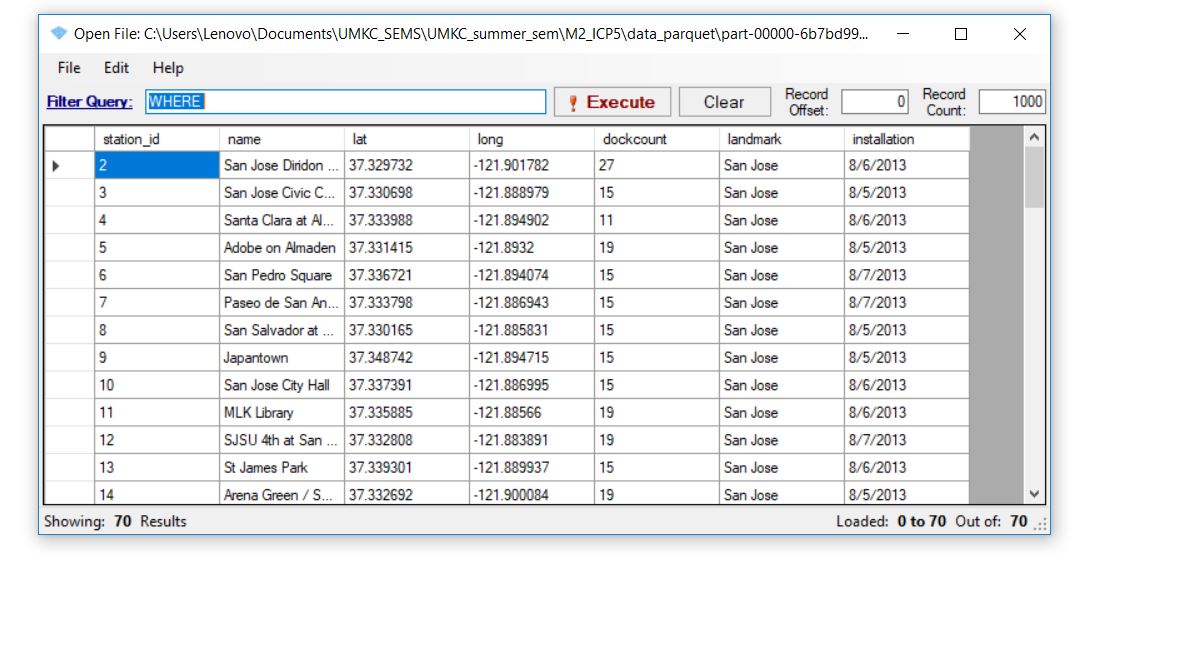 Open File: C:\Users\Lenovo\Documents\UMKC_SEMS\UMKC_summer_sem\M2_ICP5\data_parquet\part-00000-6b7bd99...
File Edit Help
Filter Query: WHERE Execute Clear Record Offset: 0 Record Count: 1000
station_id name lat long dockcount landmark installation
2 San Jose Diridon ... 37.329732 -121.901782 27 San Jose 8/6/2013
3 San Jose Civic C... 37.330698 -121.888979 15 San Jose 8/5/2013
4 Santa Clara at Al... 37.333988 -121.894902 11 San Jose 8/6/2013
5 Adobe on Almaden 37.331415 -121.8932 19 San Jose 8/5/2013
6 San Pedro Square 37.336721 -121.894074 15 San Jose 8/7/2013
7 Paseo de San An... 37.333798 -121.886943 15 San Jose 8/7/2013
8 San Salvador at ... 37.330165 -121.885831 15 San Jose 8/5/2013
9 Japantown 37.348742 -121.894715 15 San Jose 8/5/2013
10 San Jose City Hall 37.337391 -121.886995 15 San Jose 8/6/2013
11 MLK Library 37.335885 -121.88566 19 San Jose 8/6/2013
12 SJSU 4th at San ... 37.332808 -121.883891 19 San Jose 8/7/2013
13 St James Park 37.339301 -121.889937 15 San Jose 8/6/2013
14 Arena Green / S... 37.332692 -121.900084 19 San Jose 8/5/2013
Showing: 70 Results Loaded: 0 to 70 Out of: 70